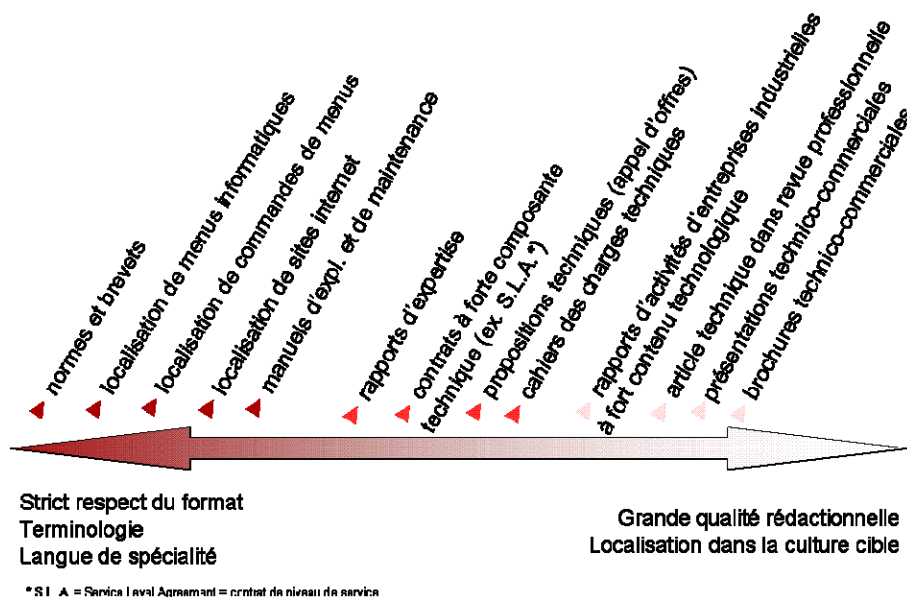 normes et brevets
localisation de menus informatiques
localisation de commandes de menus
localisation de sites internet
manuels d'expl. et de maintenance
rapports d'expertise
contrats à forte composante
technique (ex. S.L.A.*)
propositions techniques (appel d'offres)
cahiers des charges techniques
rapports d'activités d'entreprises industrielles
à fort contenu technologique
article technique dans revue professionnelle
présentations technico-commerciales
brochures technico-commerciales
Strict respect du format
Terminologie
Langue de spécialité
Grande qualité rédactionnelle
Localisation dans la culture cible
* S.L.A. = Service Level Agreement = contrat de niveau de service